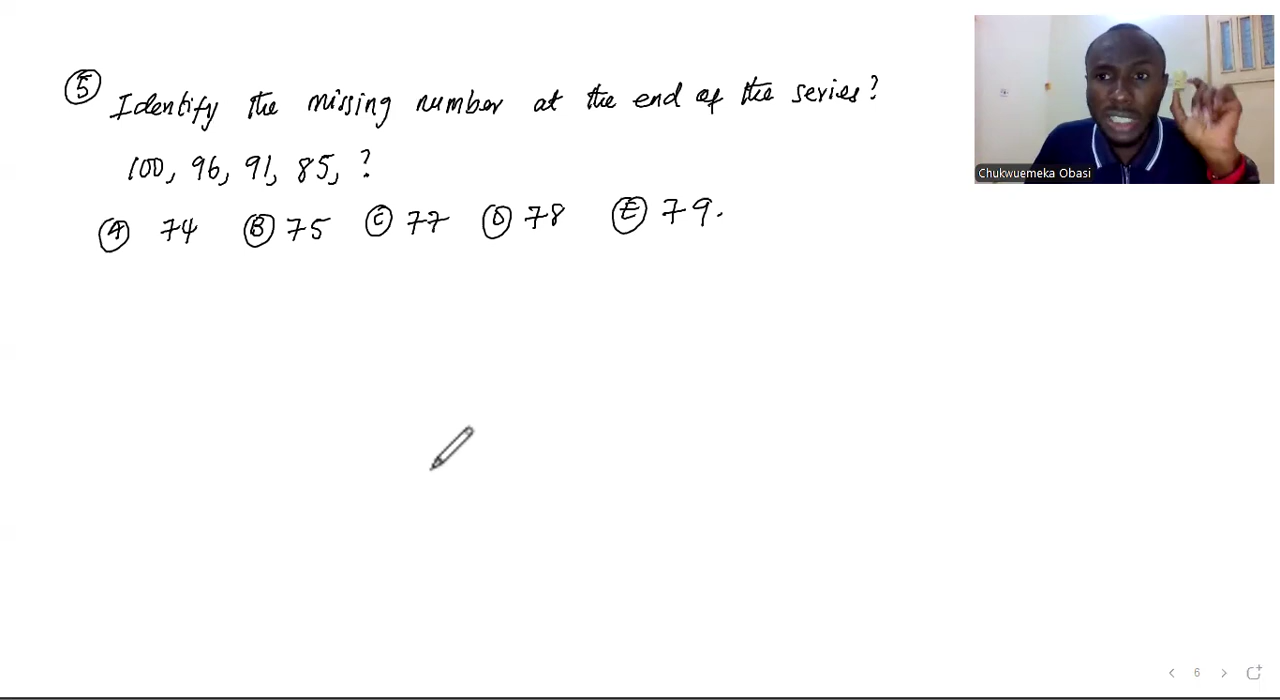 5 Identify the missing number at the end of the series?
100, 96, 91, 85, ?
A 74 B 75 C 77 D 78 E 79.
Chukwuemeka Obasi
< 6 >